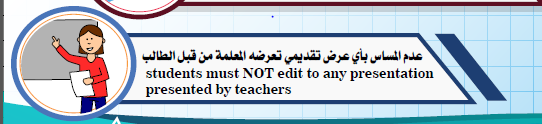 عدم المساس بأي عرض تقديمي تعرضه المعلمة من قبل الطالب
students must NOT edit to any presentation
presented by teachers